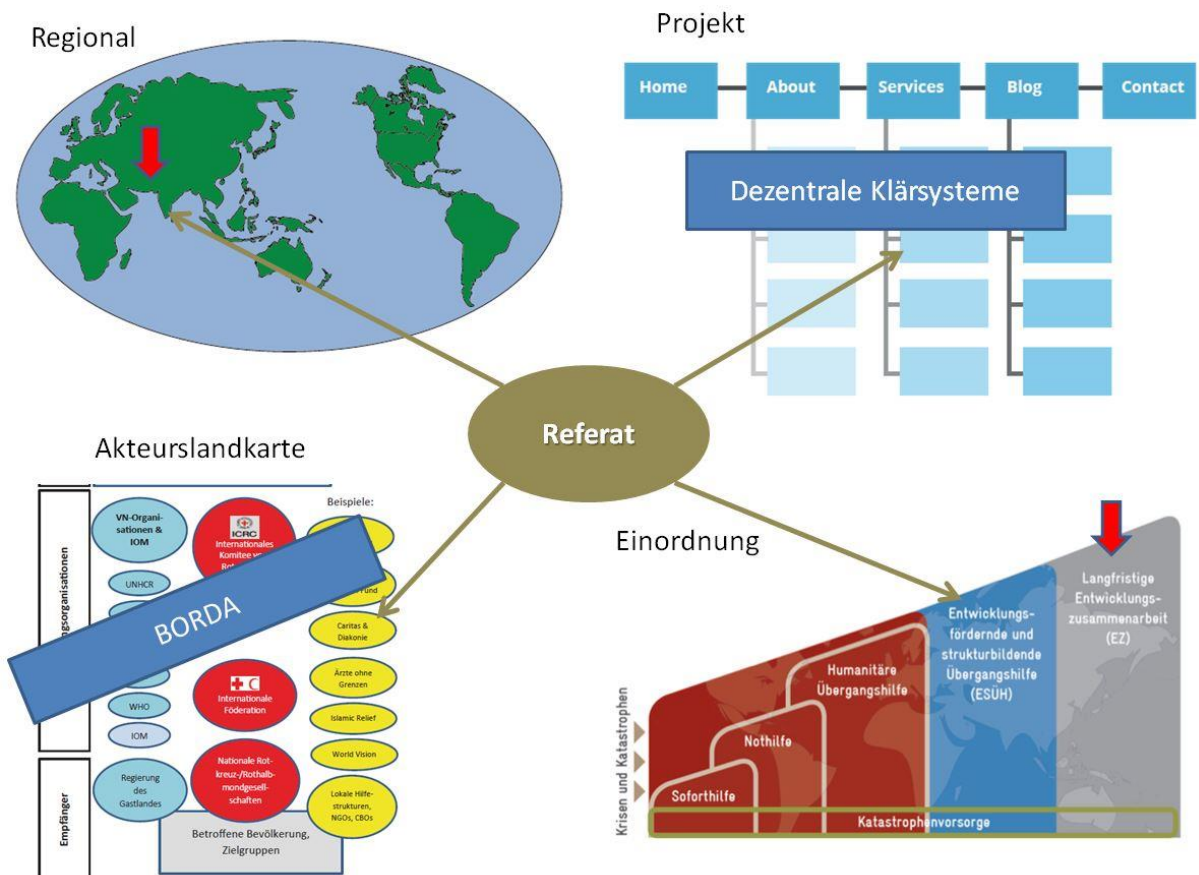 Regional
Projekt
Home
About
Services
Blog
Contact
Dezentrale Klärsysteme
Referat
Akteurslandkarte
Beispiele:
VN-Organi-
sationen &
IOM
ICRC
Internationales
UNHCR
BORDA
Caritas &
Diakonie
Ärzte ohne
Grenzen
Internationale
Föderation
WHO
Islamic Relief
IOM
World Vision
Regierung
des
Gastlandes
Nationale Rot-
kreuz-/Rothalb-
mondgesell-
schaften
Lokale Hilfe-
strukturen,
NGOs, CBOs
Empfänger
Betroffene Bevölkerung,
Zielgruppen
Einordnung
Krisen und Katastrophen
Soforthilfe
Nothilfe
Humanitäre
Übergangshilfe
Entwicklungs-
fördernde und
strukturbildende
Übergangshilfe
(ESÜH)
Langfristige
Entwicklungs-
zusammenarbeit
(EZ)
Katastrophenvorsorge